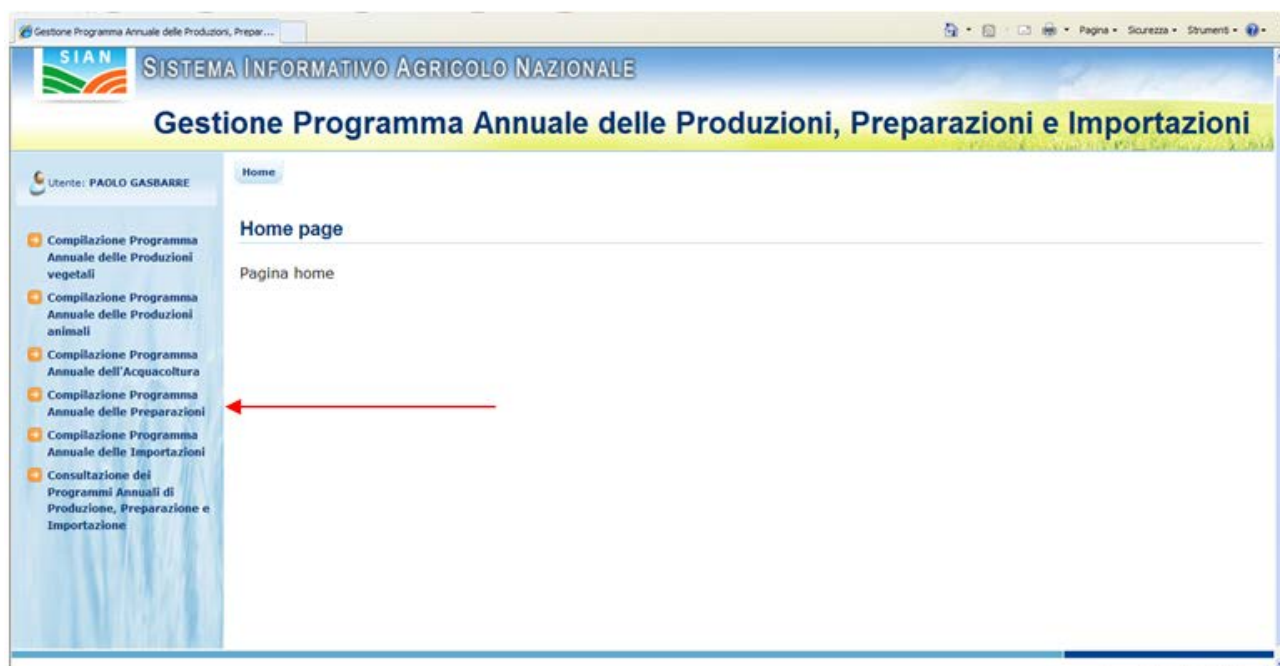 Gestione Programma Annuale delle Produzioni, Prepar...
Pagina
Sicurezza
Strumenti
SIAN
SISTEMA INFORMATIVO AGRICOLO NAZIONALE
Gestione Programma Annuale delle Produzioni, Preparazioni e Importazioni
Utente: PAOLO GASBARRE
Home
Home page
Pagina home
Compilazione Programma
Annuale delle Produzioni
vegetali
Compilazione Programma
Annuale delle Produzioni
animali
Compilazione Programma
Annuale dell'Acquacoltura
Compilazione Programma
Annuale delle Preparazioni
Compilazione Programma
Annuale delle Importazioni
Consultazione dei
Programmi Annuali di
Produzione, Preparazione e
Importazione